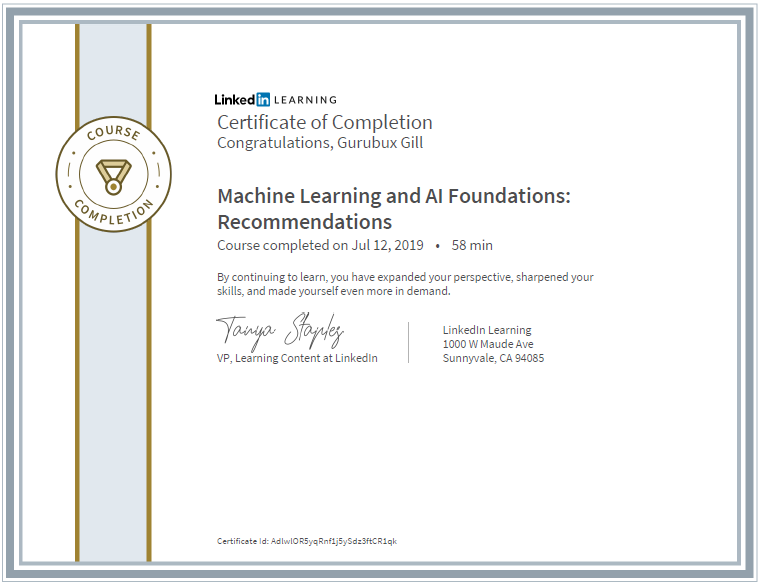 COURSE
COMPLETION
Linked in LEARNING
Certificate of Completion
Congratulations, Gurubux Gill
Machine Learning and AI Foundations:
Recommendations
Course completed on Jul 12, 2019 • 58 min
By continuing to learn, you have expanded your perspective, sharpened your
skills, and made yourself even more in demand.
Tanya Staples
VP, Learning Content at LinkedIn
LinkedIn Learning
1000 W Maude Ave
Sunnyvale, CA 94085
Certificate Id: AdlwlOR5yqRnf1j5ySdz3ftCR1qk